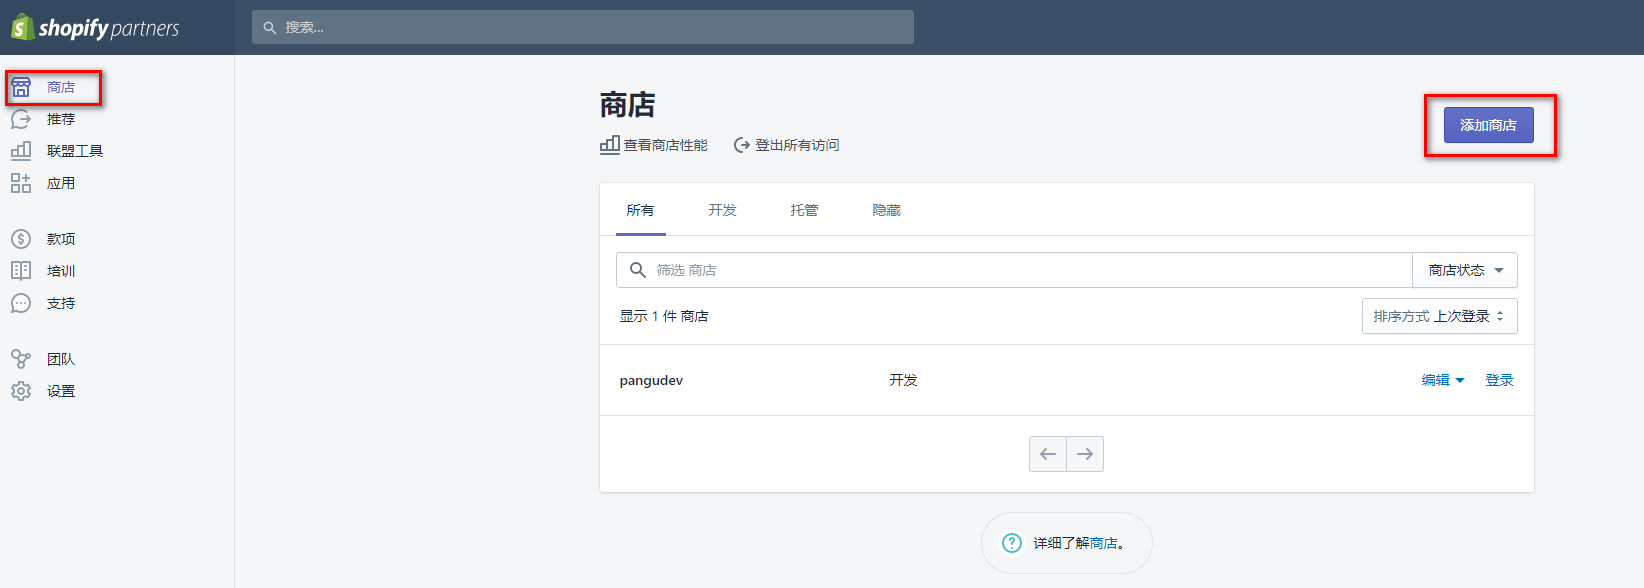 shopify partners
搜索...
商店
推荐
联盟工具
应用
款项
培训
支持
团队
设置
商店
查看商店性能 登出所有访问
添加商店
所有 开发 托管 隐藏
筛选 商店 商店状态
显示 1 件 商店 排序方式 上次登录
pangudev 开发 编辑 登录
详细了解商店。